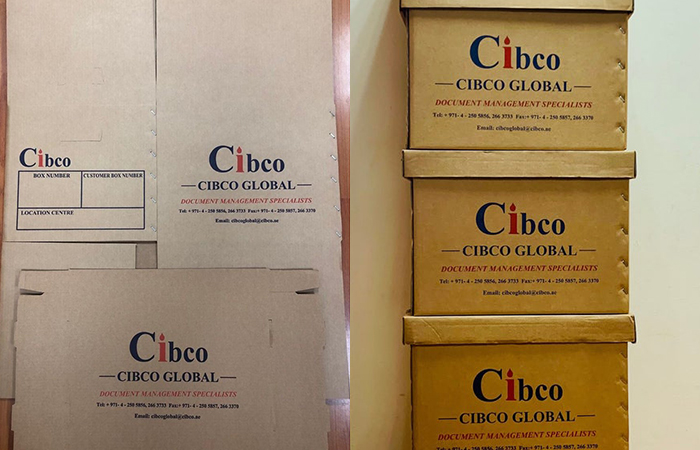 Cibco
BOX NUMBER
CUSTOMER BOX NUMBER
LOCATION CENTRE
Cibco
CIBCO GLOBAL
DOCUMENT MANAGEMENT SPECIALISTS
Tel: + 971- 4 - 250 5856, 266 3733 Fax:+ 971- 4 - 250 5857, 266 3370
Email: cibcoglobal@cibco.ae
Cibco
CIBCO GLOBAL
DOCUMENT MANAGEMENT SPECIALISTS
Tel: + 971- 4 - 250 5856, 266 3733 Fax:+ 971- 4 - 250 5857, 266 3370
Email: cibcoglobal@cibco.ae
Cibco
CIBCO GLOBAL
DOCUMENT MANAGEMENT SPECIALISTS
Tel: + 971- 4 - 250 5856, 266 3733 Fax:+ 971- 4 - 250 5857, 266 3370
Email: cibcoglobal@cibco.ae
Cibco
CIBCO GLOBAL
DOCUMENT MANAGEMENT SPECIALISTS
Tel: + 971- 4 - 250 5856, 266 3733 Fax:+ 971- 4 - 250 5857, 266 3370
Email: cibcoglobal@cibco.ae
Cibco
CIBCO GLOBAL
DOCUMENT MANAGEMENT SPECIALISTS